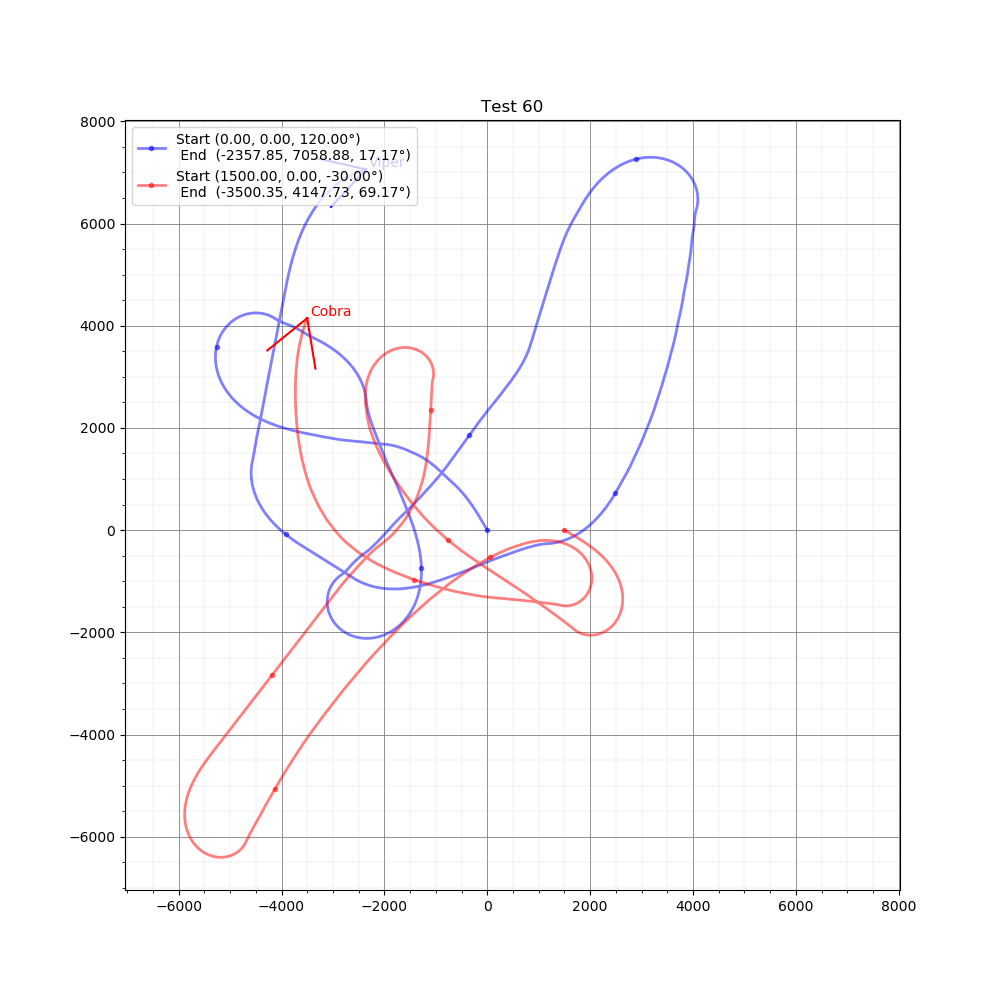 Test 60
Start (0.00, 0.00, 120.00°)
End (-2357.85, 7058.88, 17.17°)
Viper
Start (1500.00, 0.00, -30.00°)
End (-3500.35, 4147.73, 69.17°)
Cobra
8000
6000
4000
2000
0
−2000
−4000
−6000
−6000 −4000 −2000 0 2000 4000 6000 8000